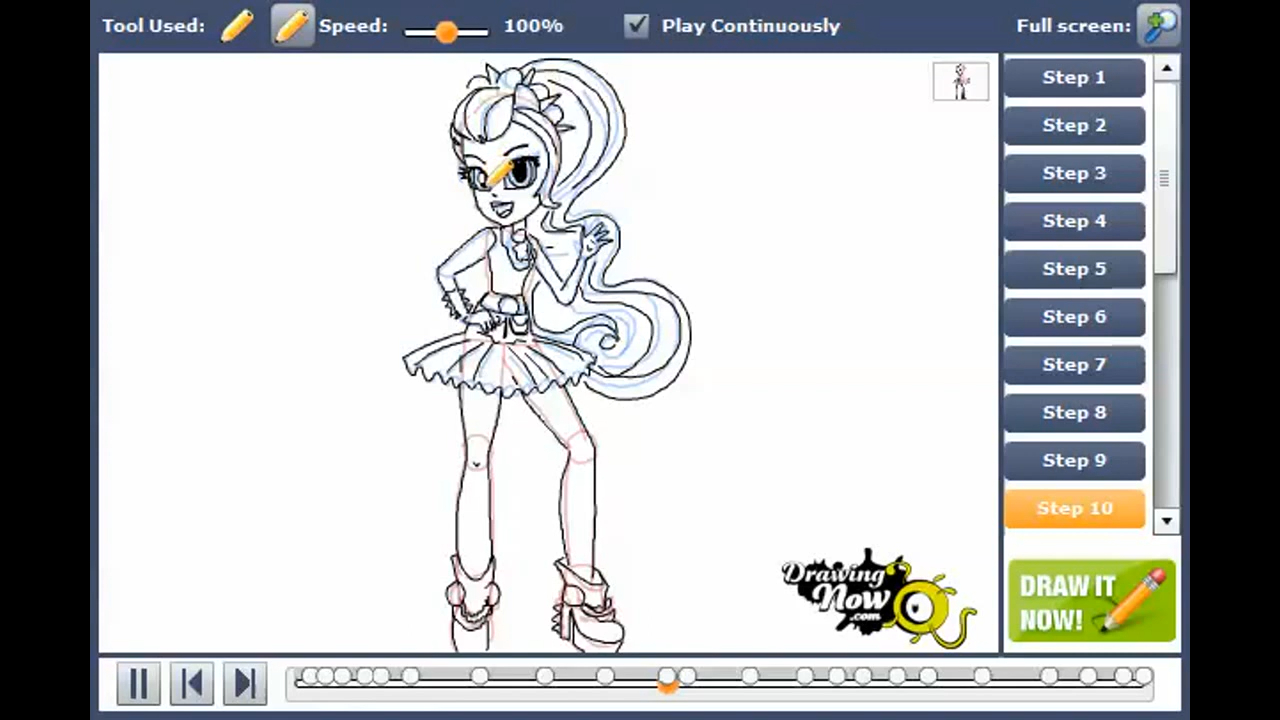 Tool Used: Speed: 100% Play Continuously Full screen:
Step 1
Step 2
Step 3
Step 4
Step 5
Step 6
Step 7
Step 8
Step 9
Step 10
Drawing
Now
.com
DRAW IT
NOW!